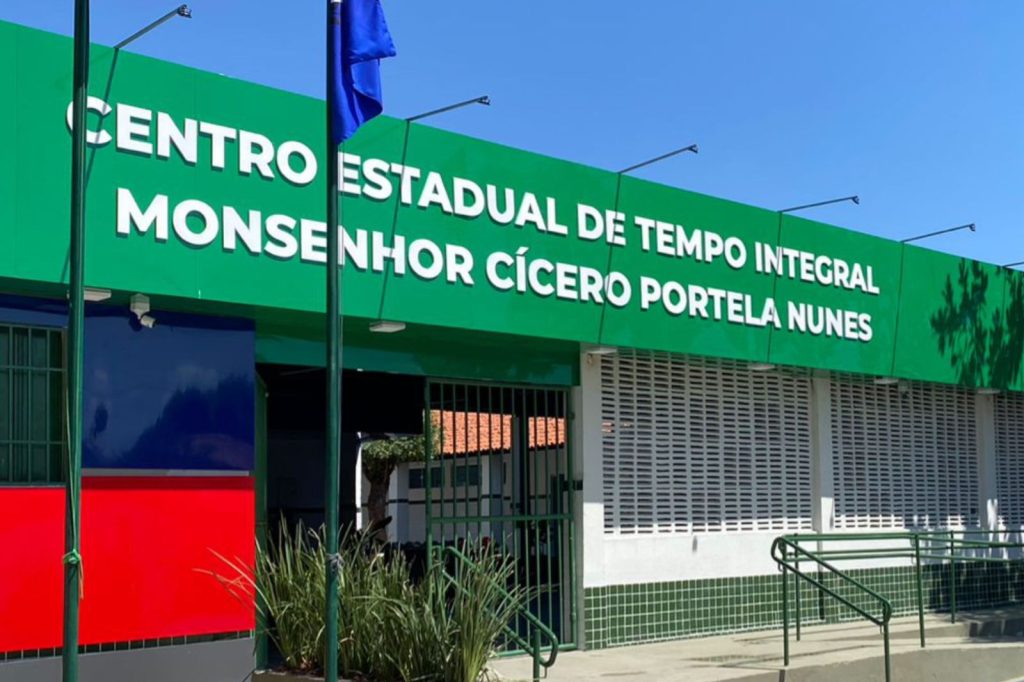 CENTRO ESTADUAL DE TEMPO INTEGRAL
MONSENHOR CÍCERO PORTELA NUNES